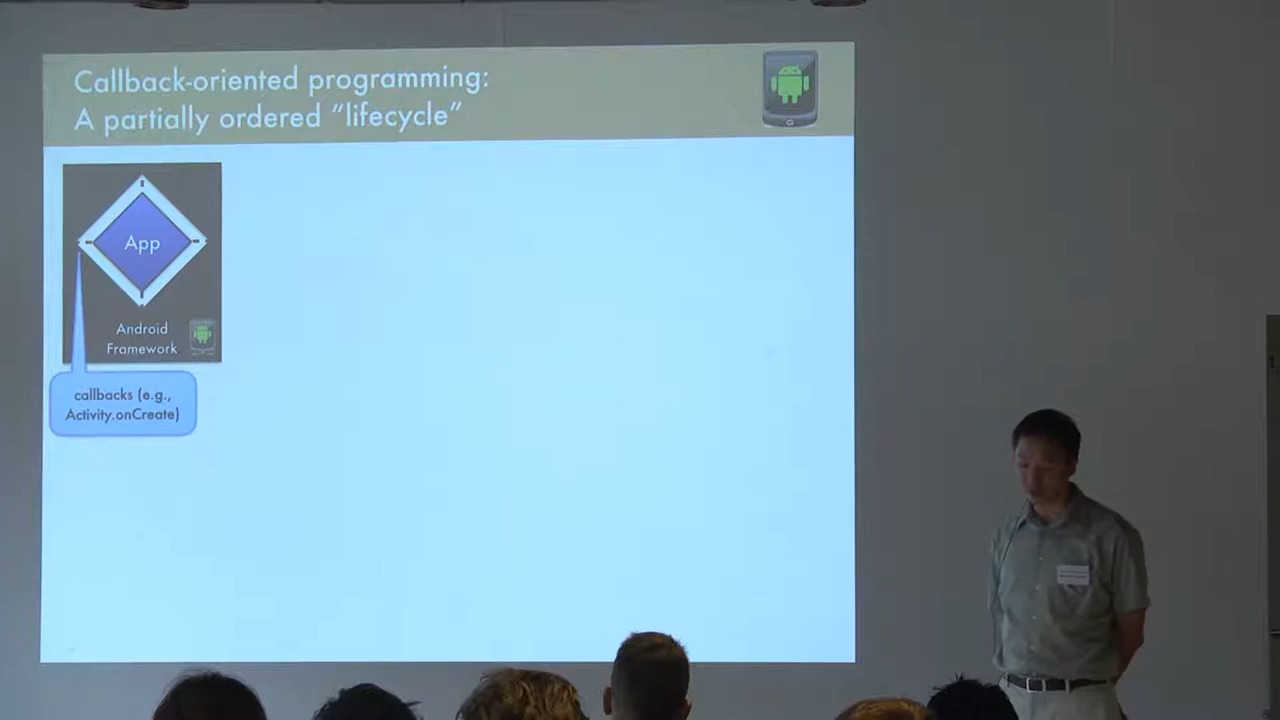 Callback-oriented programming:
A partially ordered “lifecycle”
App
Android
Framework
callbacks (e.g.,
Activity.onCreate)